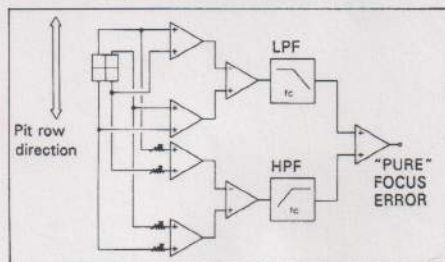 LPF
fc
Pit row
direction
HPF
fc
"PURE"
FOCUS
ERROR